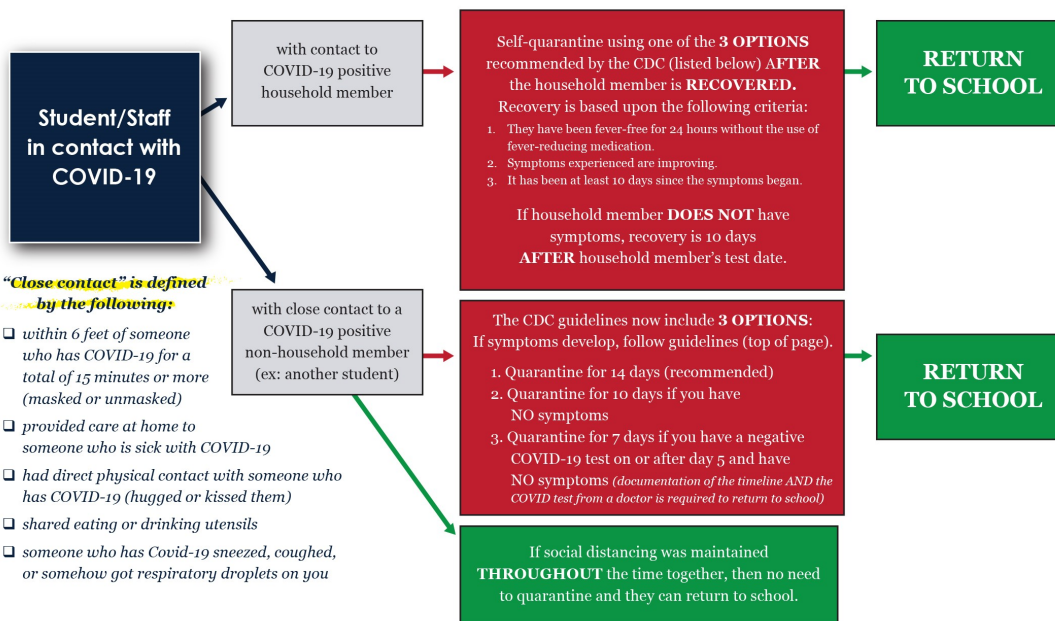 Student/Staff
in contact with
COVID-19
with contact to
COVID-19 positive
household member
Self-quarantine using one of the 3 OPTIONS
recommended by the CDC (listed below) AFTER
the household member is RECOVERED.
Recovery is based upon the following criteria:
1. They have been fever-free for 24 hours without the use of
fever-reducing medication.
2. Symptoms experienced are improving.
3. It has been at least 10 days since the symptoms began.
If household member DOES NOT have
symptoms, recovery is 10 days
AFTER household member's test date.
RETURN
TO SCHOOL
"Close contact" is defined
by the following:
❑ within 6 feet of someone
who has COVID-19 for a
total of 15 minutes or more
(masked or unmasked)
❑ provided care at home to
someone who is sick with COVID-19
❑ had direct physical contact with someone who
has COVID-19 (hugged or kissed them)
❑ shared eating or drinking utensils
❑ someone who has Covid-19 sneezed, coughed,
or somehow got respiratory droplets on you
with close contact to a
COVID-19 positive
non-household member
(ex: another student)
The CDC guidelines now include 3 OPTIONS:
If symptoms develop, follow guidelines (top of page).
1. Quarantine for 14 days (recommended)
2. Quarantine for 10 days if you have
NO symptoms
3. Quarantine for 7 days if you have a negative
COVID-19 test on or after day 5 and have
NO symptoms (documentation of the timeline AND the
COVID test from a doctor is required to return to school)
RETURN
TO SCHOOL
If social distancing was maintained
THROUGHOUT the time together, then no need
to quarantine and they can return to school.